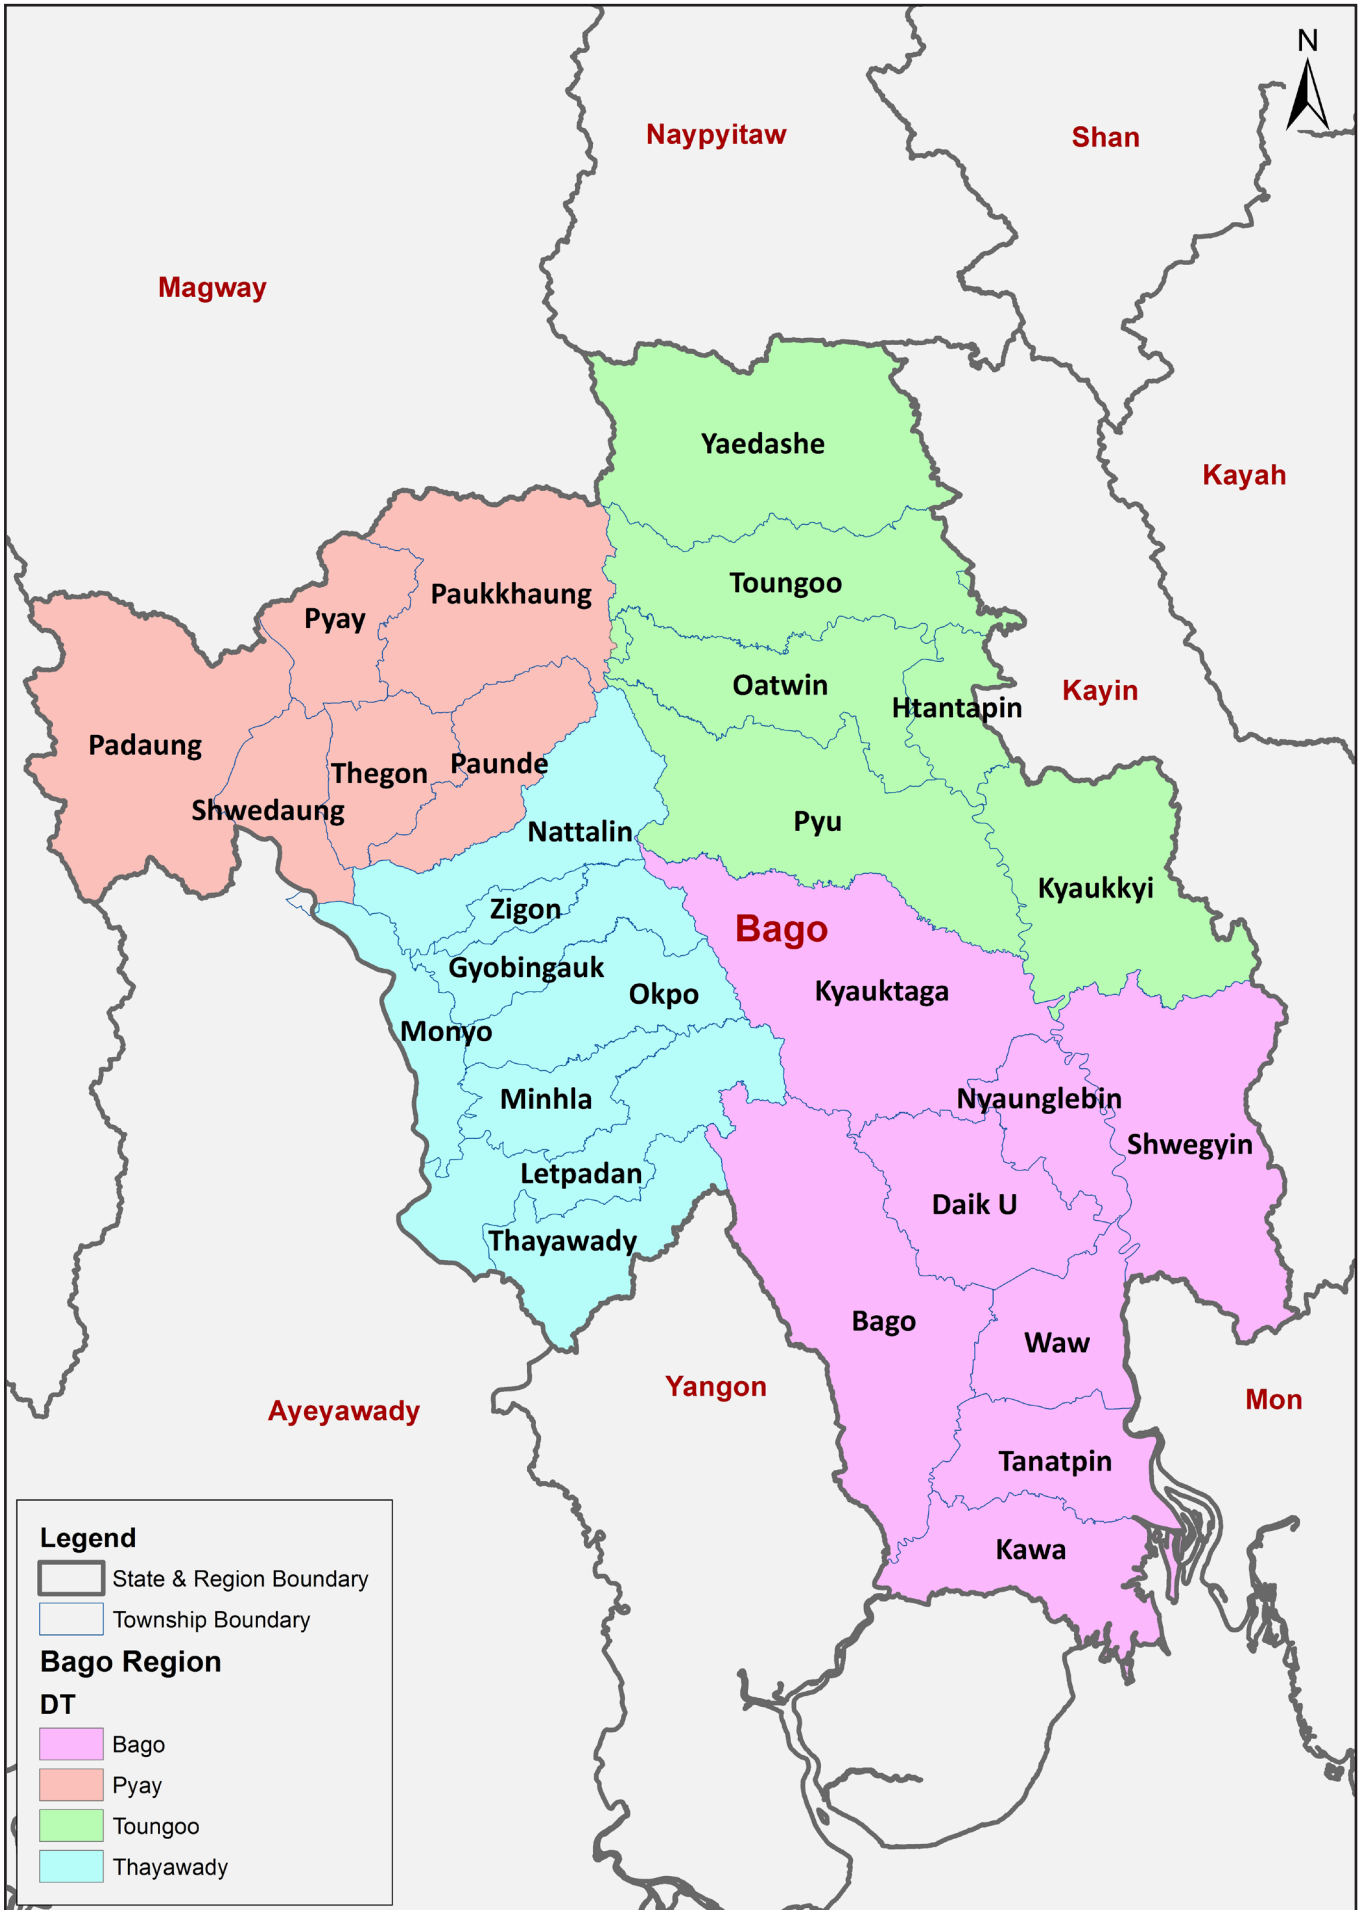 N
Naypyitaw
Shan
Magway
Yaedashe
Kayah
Toungoo
Paukkhaung
Pyay
Oatwin
Kayin
Htantapin
Padaung
Paunde
Thegon
Shwedaung
Pyu
Nattalin
Kyaukkyi
Zigon
Bago
Gyobingauk
Kyauktaga
Okpo
Monyo
Minhla
Nyaunglebin
Shwegyin
Letpadan
Daik U
Thayawady
Bago
Waw
Yangon
Mon
Ayeyawady
Tanatpin
Kawa
Legend
State & Region Boundary
Township Boundary
Bago Region
DT
Bago
Pyay
Toungoo
Thayawady